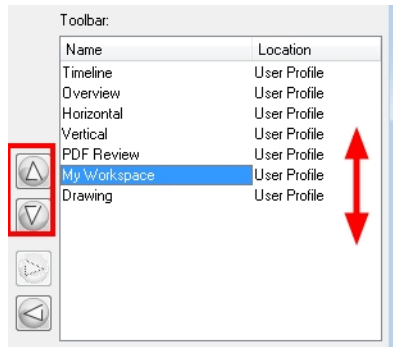 Toolbar:
Name Location
Timeline User Profile
Overview User Profile
Horizontal User Profile
Vertical User Profile
PDF Review User Profile
My Workspace User Profile
Drawing User Profile